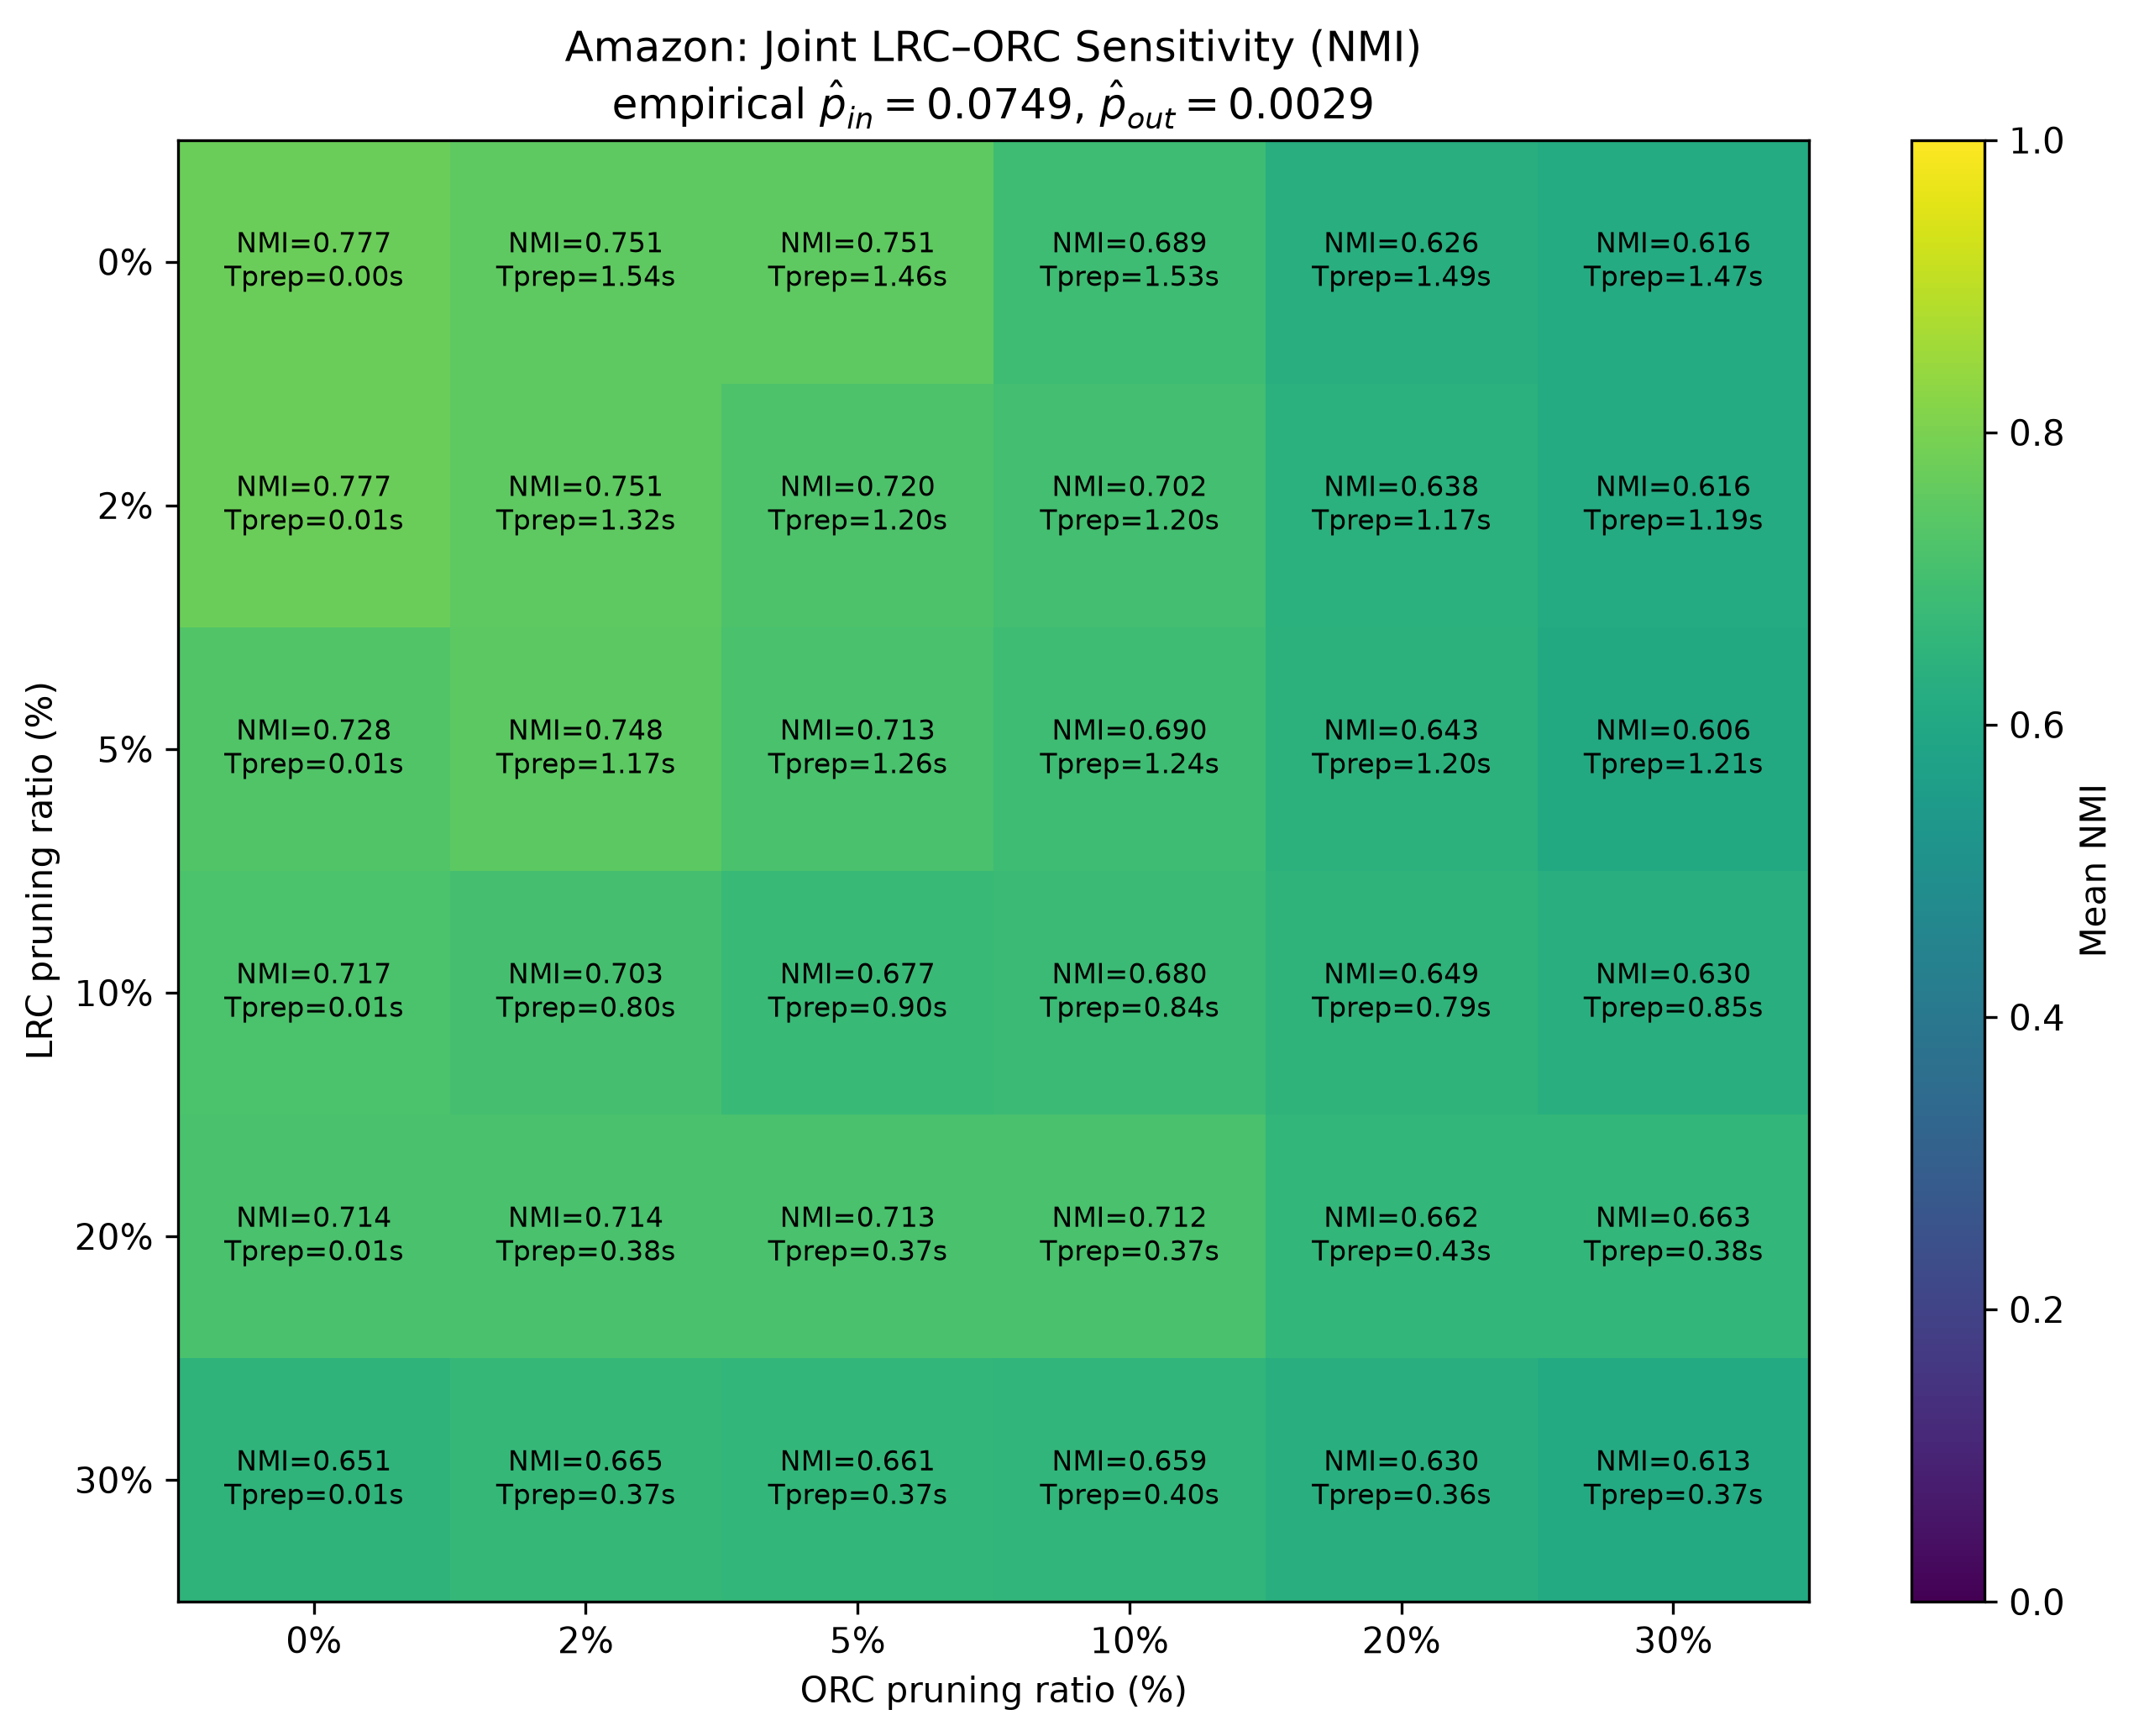 Amazon: Joint LRC–ORC Sensitivity (NMI)
empirical p̂_in = 0.0749, p̂_out = 0.0029
LRC pruning ratio (%)
0%
NMI=0.777
Tprep=0.00s
NMI=0.751
Tprep=1.54s
NMI=0.751
Tprep=1.46s
NMI=0.689
Tprep=1.53s
NMI=0.626
Tprep=1.49s
NMI=0.616
Tprep=1.47s
2%
NMI=0.777
Tprep=0.01s
NMI=0.751
Tprep=1.32s
NMI=0.720
Tprep=1.20s
NMI=0.702
Tprep=1.20s
NMI=0.638
Tprep=1.17s
NMI=0.616
Tprep=1.19s
5%
NMI=0.728
Tprep=0.01s
NMI=0.748
Tprep=1.17s
NMI=0.713
Tprep=1.26s
NMI=0.690
Tprep=1.24s
NMI=0.643
Tprep=1.20s
NMI=0.606
Tprep=1.21s
10%
NMI=0.717
Tprep=0.01s
NMI=0.703
Tprep=0.80s
NMI=0.677
Tprep=0.90s
NMI=0.680
Tprep=0.84s
NMI=0.649
Tprep=0.79s
NMI=0.630
Tprep=0.85s
20%
NMI=0.714
Tprep=0.01s
NMI=0.714
Tprep=0.38s
NMI=0.713
Tprep=0.37s
NMI=0.712
Tprep=0.37s
NMI=0.662
Tprep=0.43s
NMI=0.663
Tprep=0.38s
30%
NMI=0.651
Tprep=0.01s
NMI=0.665
Tprep=0.37s
NMI=0.661
Tprep=0.37s
NMI=0.659
Tprep=0.40s
NMI=0.630
Tprep=0.36s
NMI=0.613
Tprep=0.37s
0%
2%
5%
10%
20%
30%
ORC pruning ratio (%)
1.0
0.8
0.6
0.4
0.2
0.0
Mean NMI